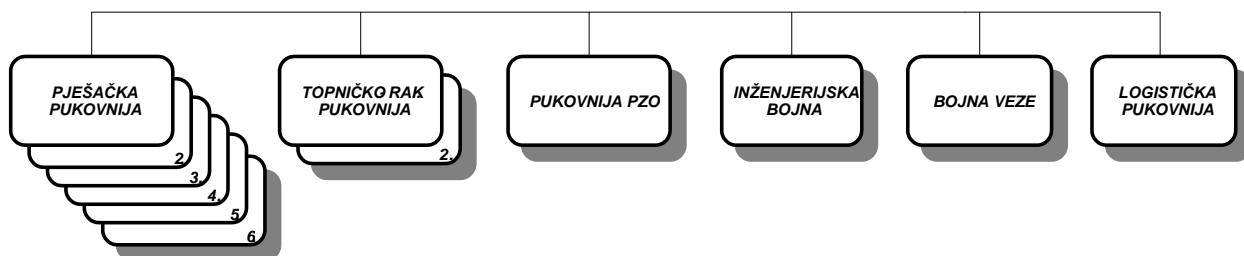 PJEŠAČKA
PUKOVNIJA
2
3.
4.
5
6
TOPNIČKO RAK
PUKOVNIJA
2.
PUKOVNIJA PZO
INŽENJERIJSKA
BOJNA
BOJNA VEZE
LOGISTIČKA
PUKOVNIJA